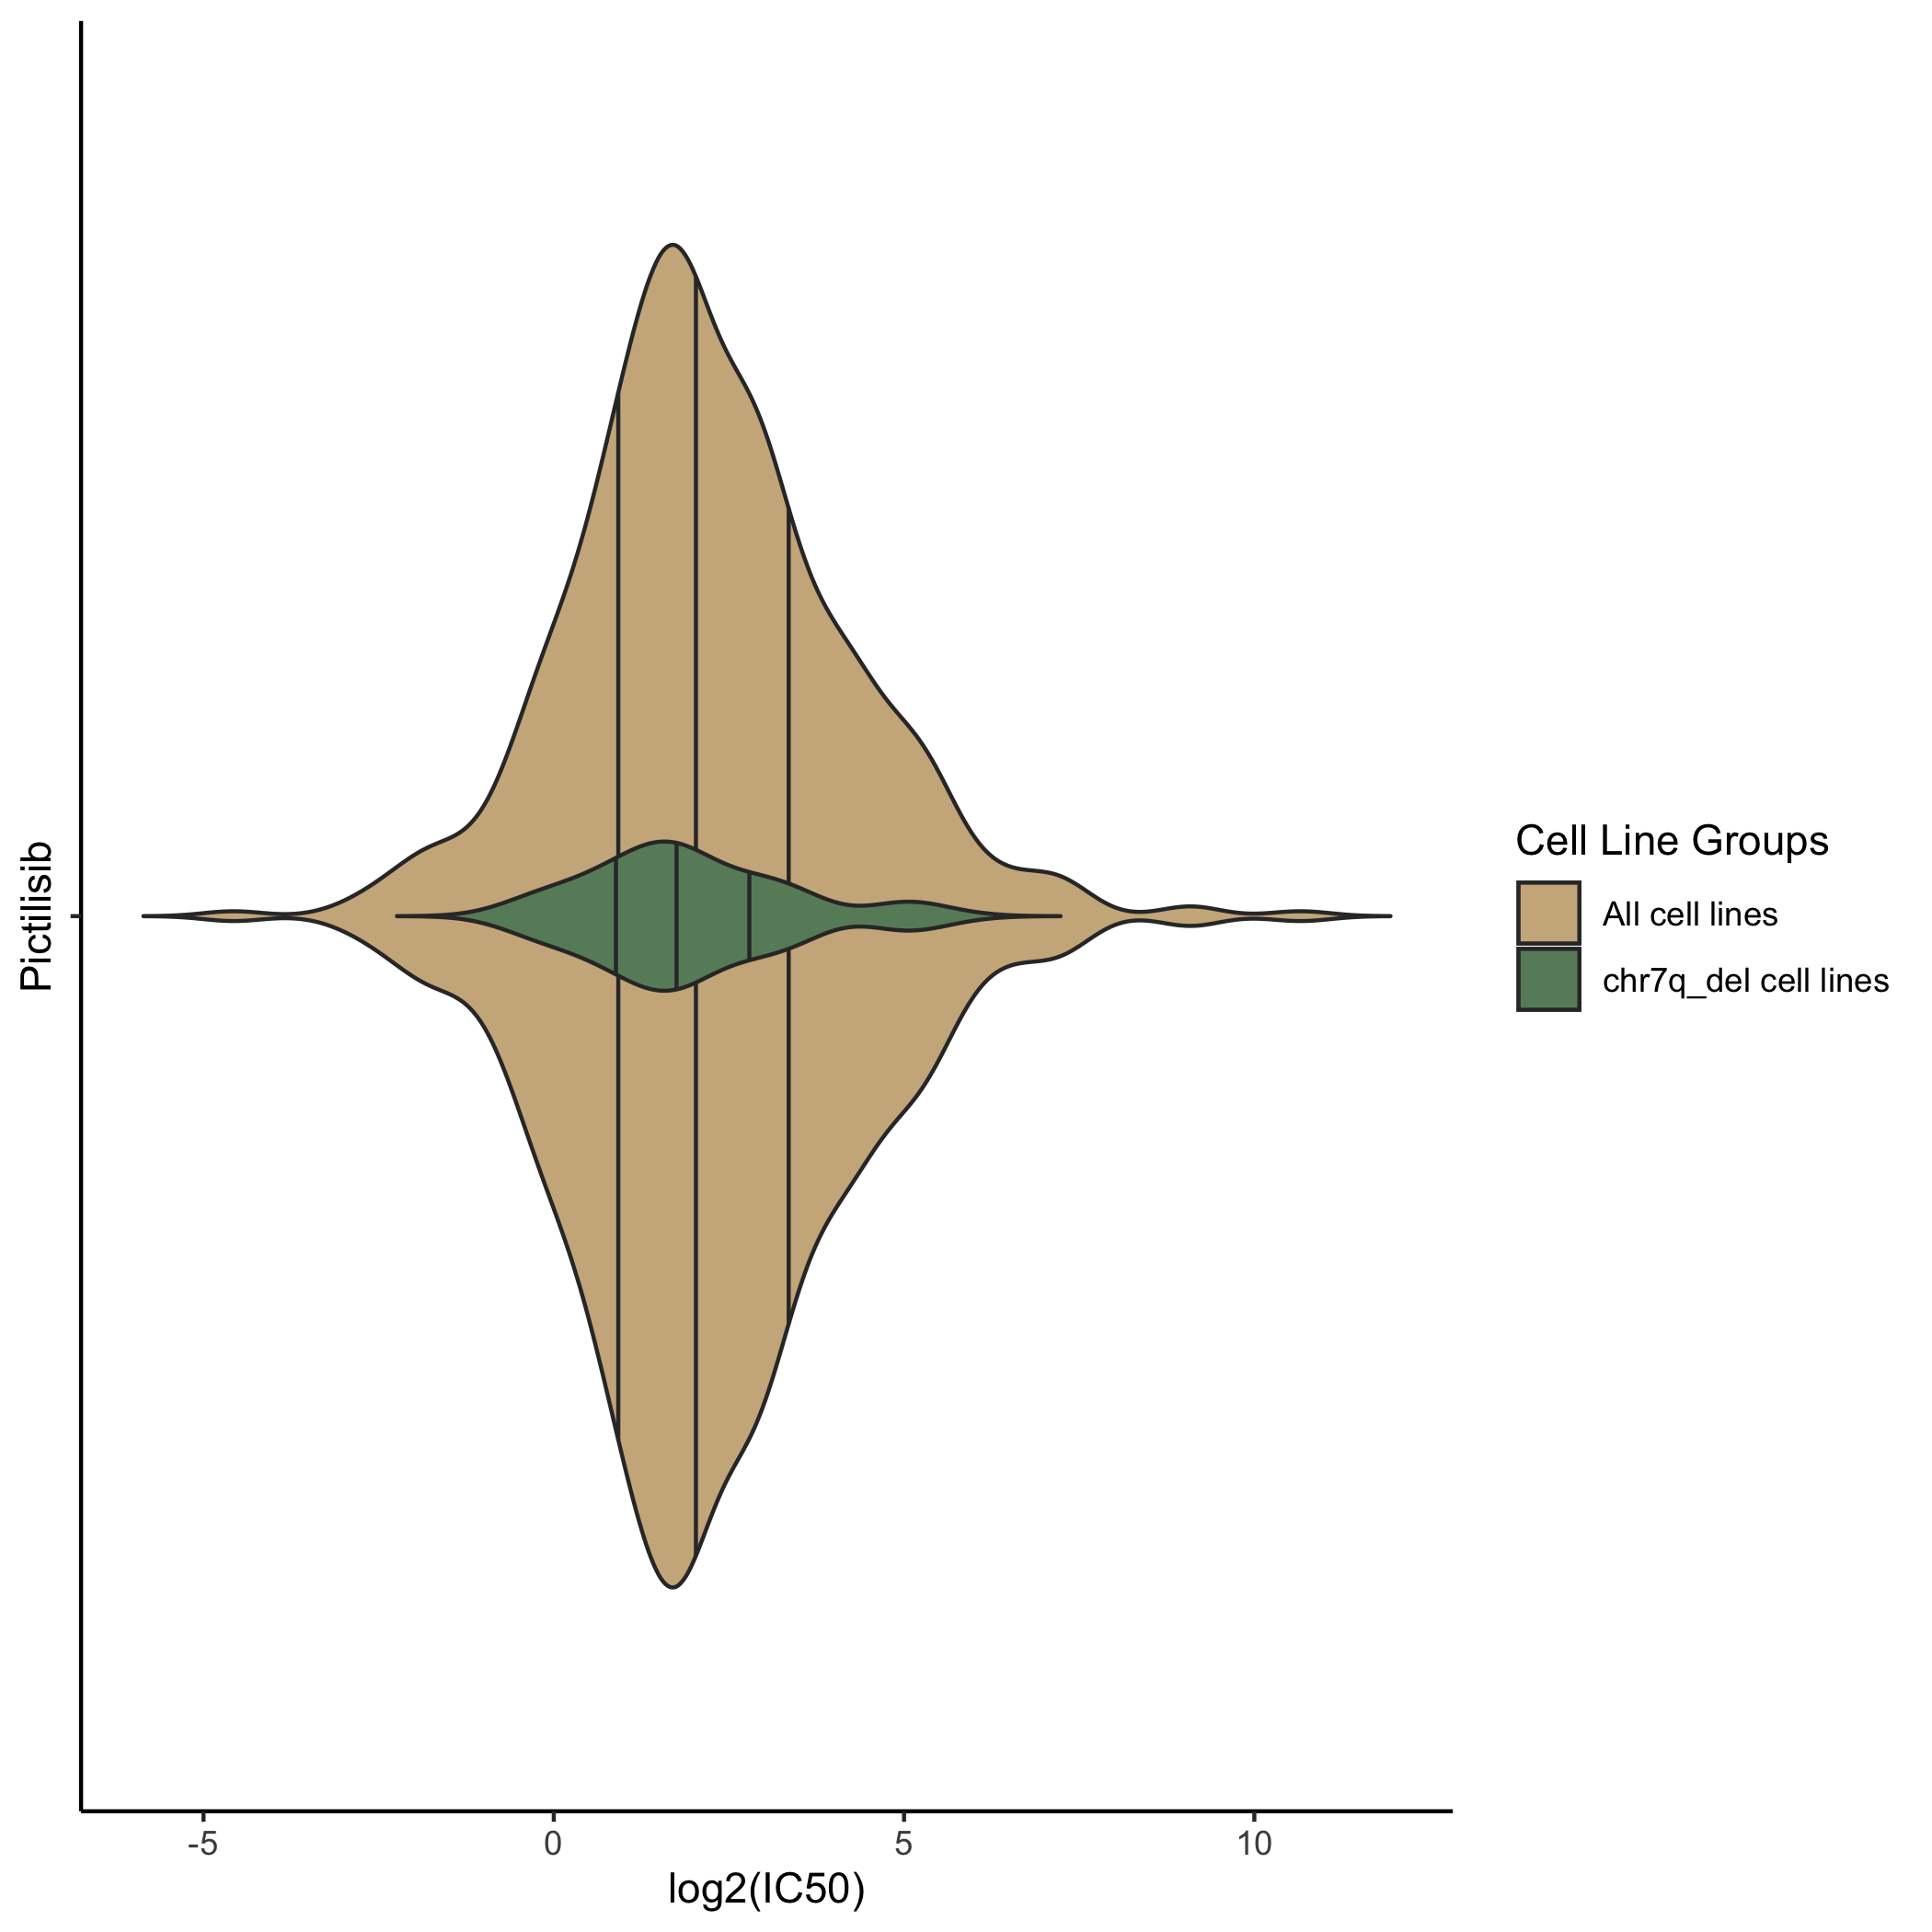 Pictilisib
-5
0
5
10
log2(IC50)
Cell Line Groups
All cell lines
chr7q_del cell lines